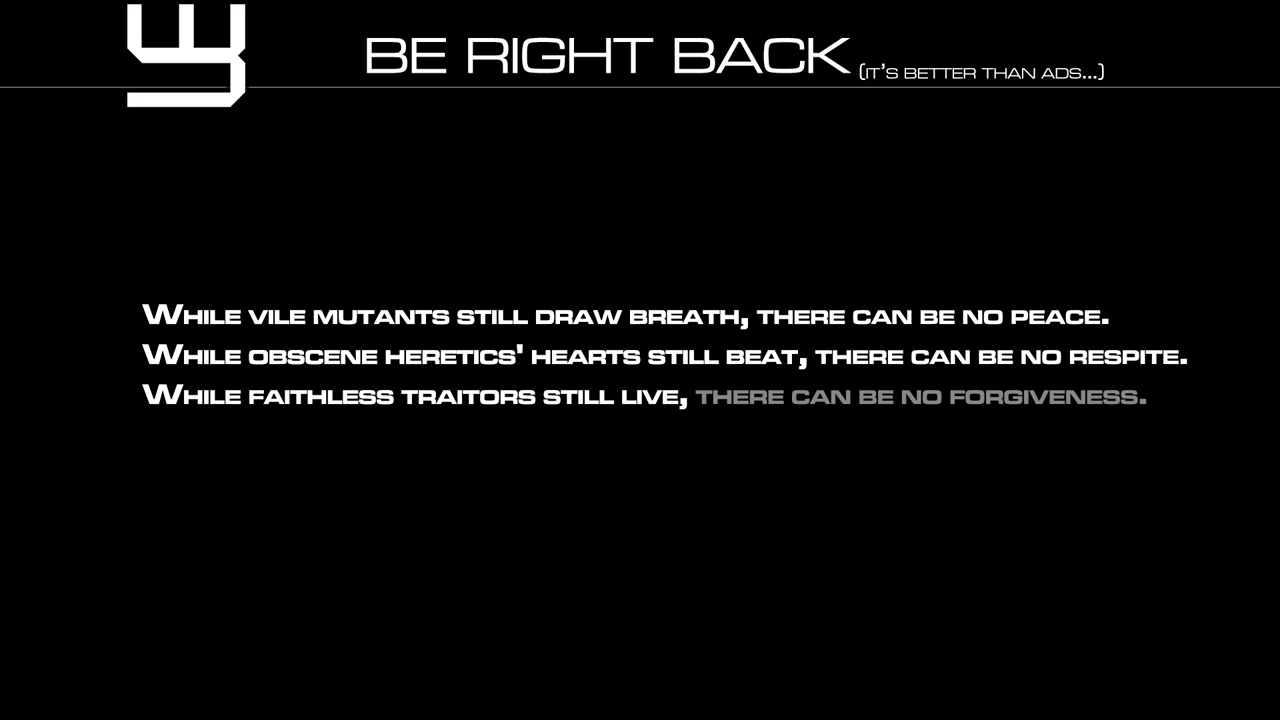 BE RIGHT BACK (IT'S BETTER THAN ADS...)
WHILE VILE MUTANTS STILL DRAW BREATH, THERE CAN BE NO PEACE.
WHILE OBSCENE HERETICS' HEARTS STILL BEAT, THERE CAN BE NO RESPITE.
WHILE FAITHLESS TRAITORS STILL LIVE, THERE CAN BE NO FORGIVENESS.